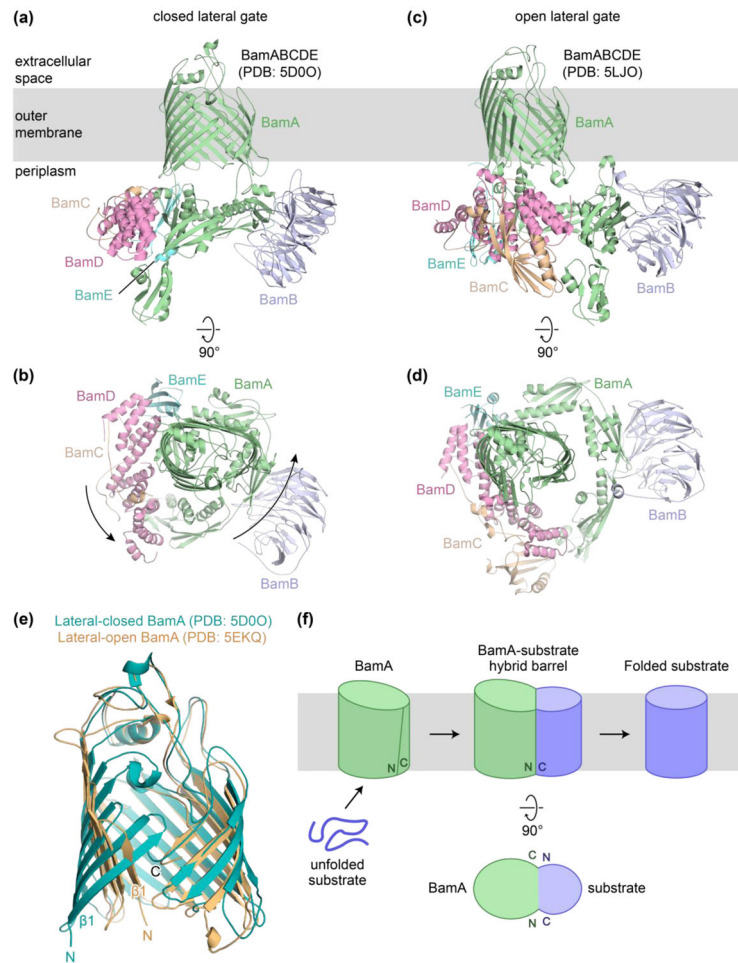 (a)
closed lateral gate
extracellular
space
BamABCDE
(PDB: 5D0O)
outer
membrane
BamA
periplasm
BamC
BamD
BamE
BamB
90°
(c)
open lateral gate
BamABCDE
(PDB: 5LJO)
BamA
BamD
BamE
BamC
BamB
90°
(b)
BamE
BamA
BamD
BamC
BamB
(d)
BamE
BamA
BamD
BamC
BamB
(e)
Lateral-closed BamA (PDB: 5D0O)
Lateral-open BamA (PDB: 5EKQ)
C
β1
β1
N
N
(f)
BamA
BamA-substrate
hybrid barrel
Folded substrate
N C
N C
unfolded
substrate
90°
C N
BamA
substrate
N C